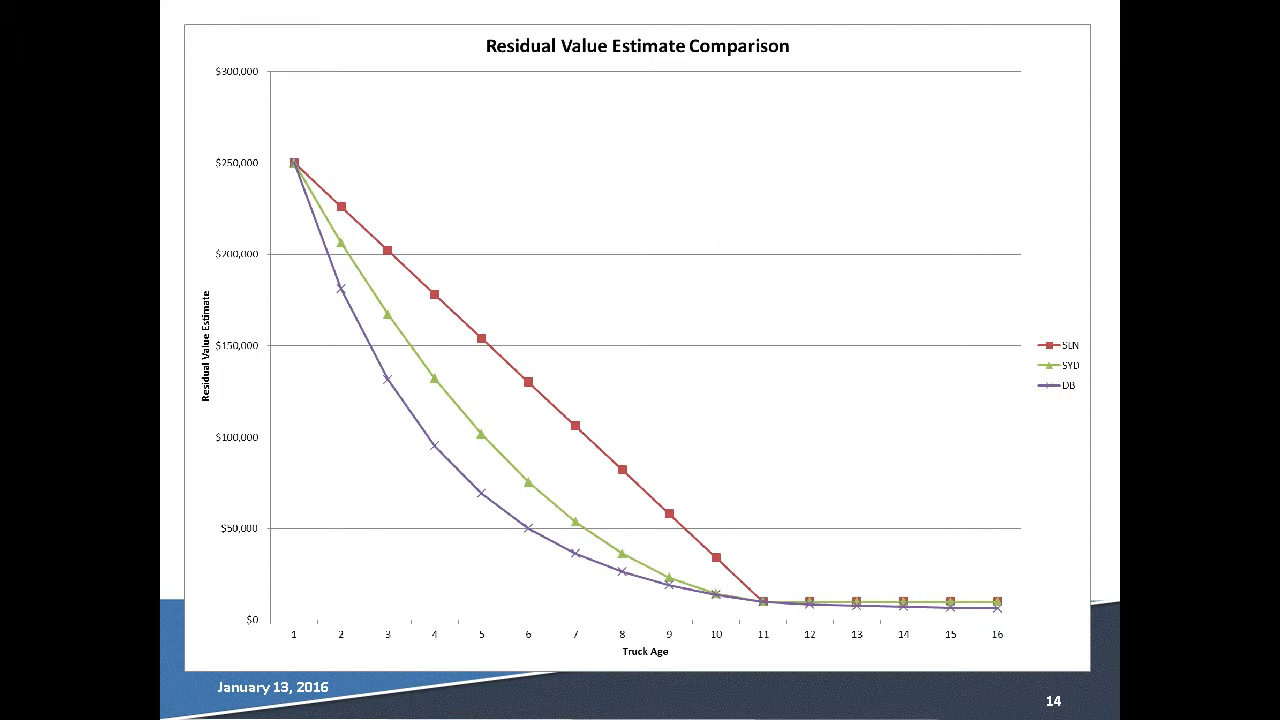 Residual Value Estimate Comparison
$300,000
$250,000
$200,000
$150,000
$100,000
$50,000
$0
Residual Value Estimate
1 2 3 4 5 6 7 8 9 10 11 12 13 14 15 16
Truck Age
SLN
SYD
DB
January 13, 2016
14